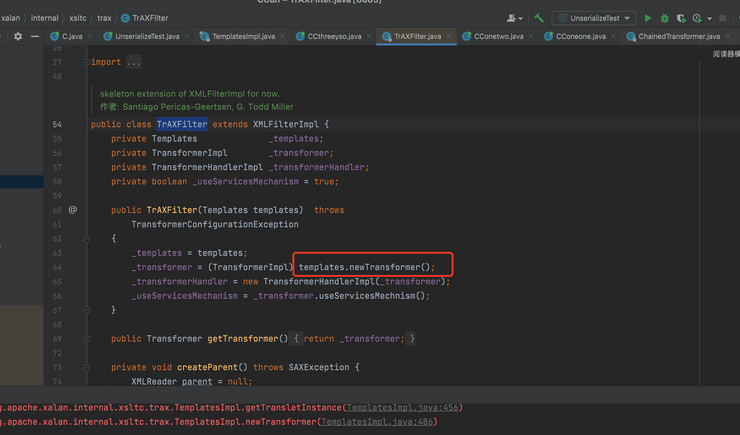 xalan internal xsltc trax TrAXFilter
UnserializeTest
C.java UnserializeTest.java TemplatesImpl.java CCthreeyso.java TrAXFilter.java CConetwo.java CConeone.java ChainedTransformer.java
阅读器模
26
27 import ...
48
skeleton extension of XMLFilterImpl for now.
作者: Santiago Pericas-Geertsen, G. Todd Miller
54 public class TrAXFilter extends XMLFilterImpl {
55 private Templates _templates;
56 private TransformerImpl _transformer;
57 private TransformerHandlerImpl _transformerHandler;
58 private boolean _useServicesMechanism = true;
59
60 @ public TrAXFilter(Templates templates) throws
61 TransformerConfigurationException
62 {
63 _templates = templates;
64 _transformer = (TransformerImpl) templates.newTransformer();
65 _transformerHandler = new TransformerHandlerImpl(_transformer);
66 _useServicesMechanism = _transformer.useServicesMechnism();
67 }
68
69 public Transformer getTransformer() { return _transformer; }
72
73 private void createParent() throws SAXException {
74 XMLReader parent = null;
g.apache.xalan.internal.xsltc.trax.TemplatesImpl.getTransletInstance(TemplatesImpl.java:456)
g.apache.xalan.internal.xsltc.trax.TemplatesImpl.newTransformer(TemplatesImpl.java:486)